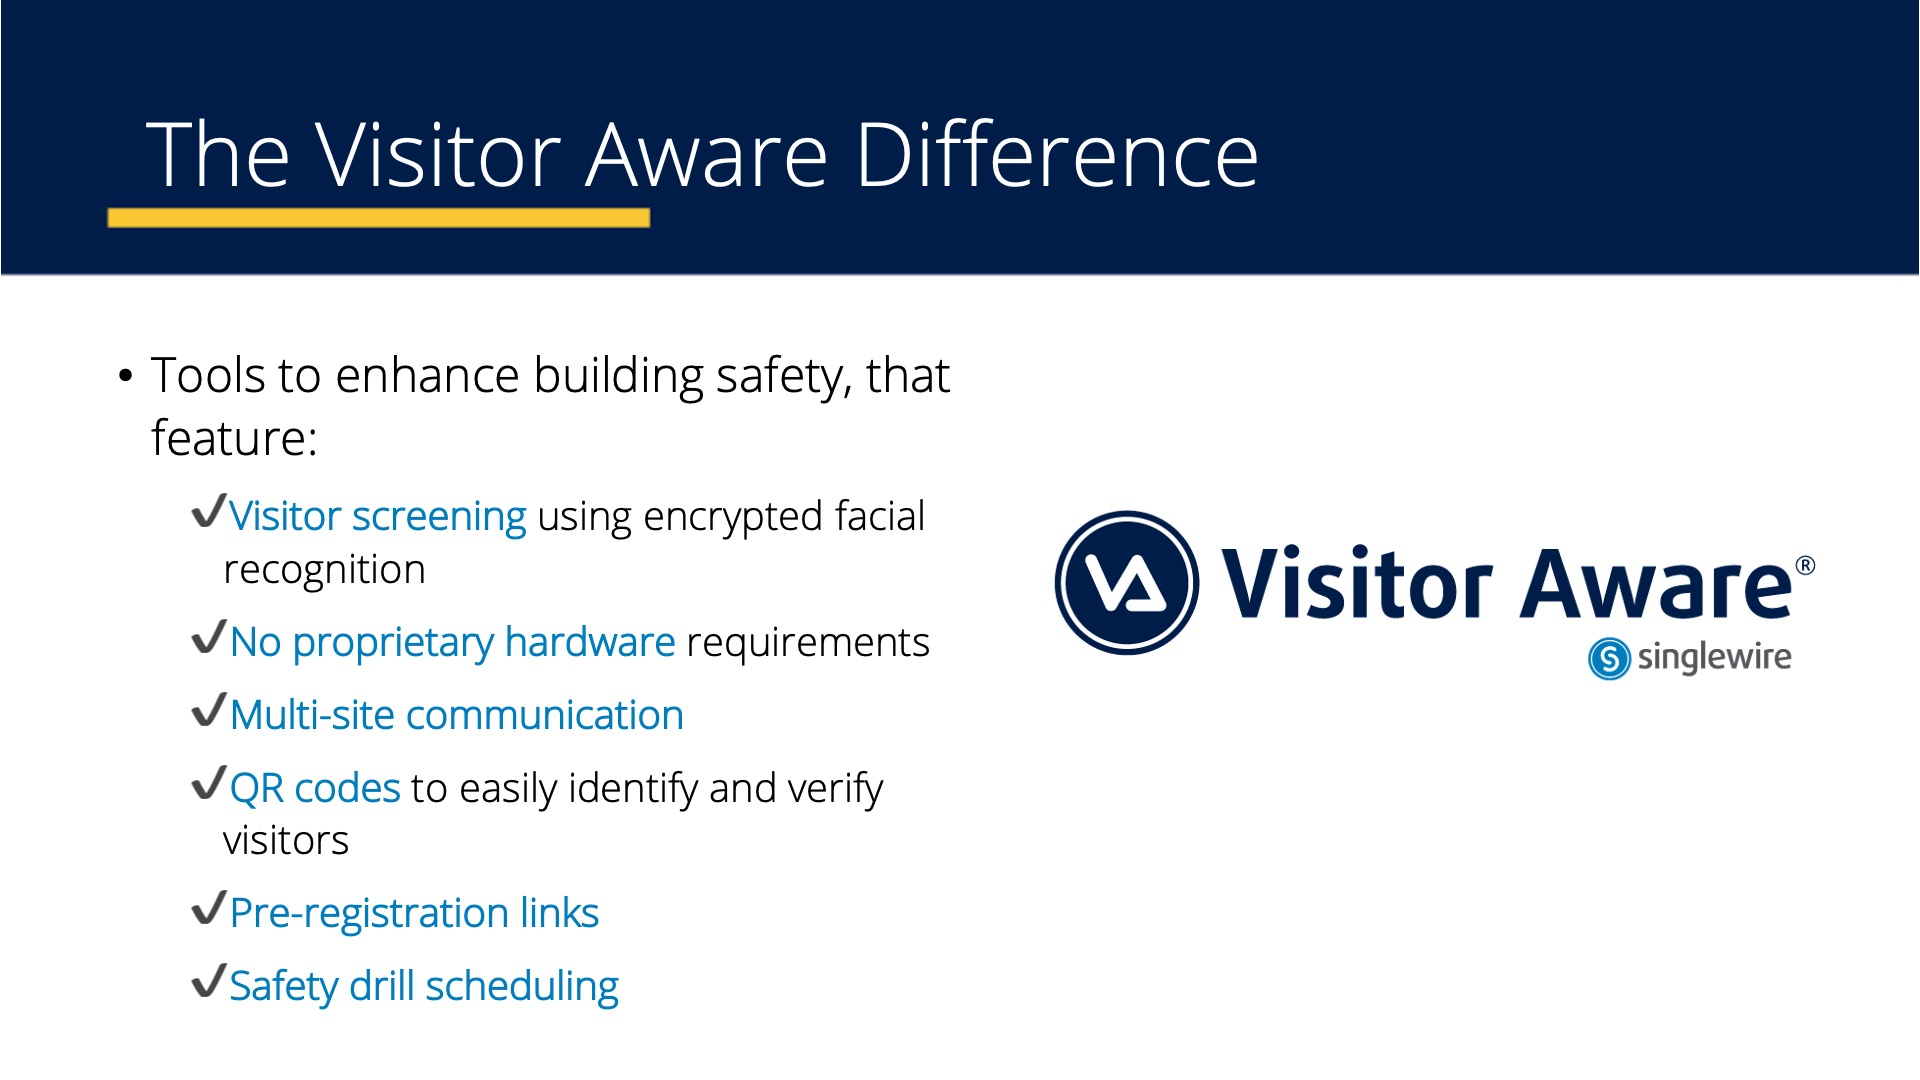 The Visitor Aware Difference
• Tools to enhance building safety, that
feature:
✔Visitor screening using encrypted facial
recognition
✔No proprietary hardware requirements
✔Multi-site communication
✔QR codes to easily identify and verify
visitors
✔Pre-registration links
✔Safety drill scheduling
VA Visitor Aware®
S singlewire